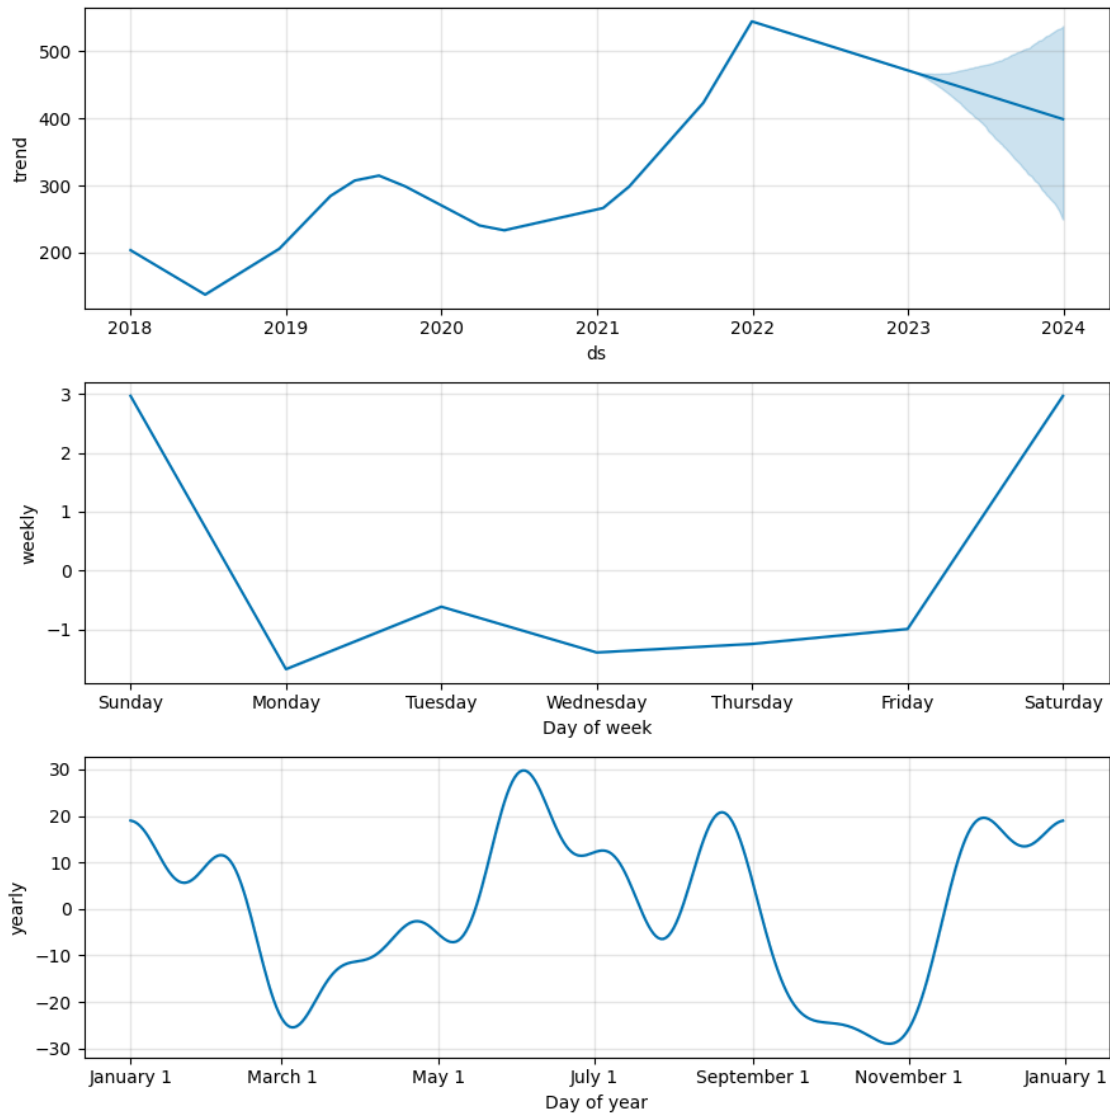 500
400
300
200
trend
2018 2019 2020 2021 2022 2023 2024
ds
3
2
1
0
−1
weekly
Sunday Monday Tuesday Wednesday Thursday Friday Saturday
Day of week
30
20
10
0
−10
−20
−30
yearly
January 1 March 1 May 1 July 1 September 1 November 1 January 1
Day of year